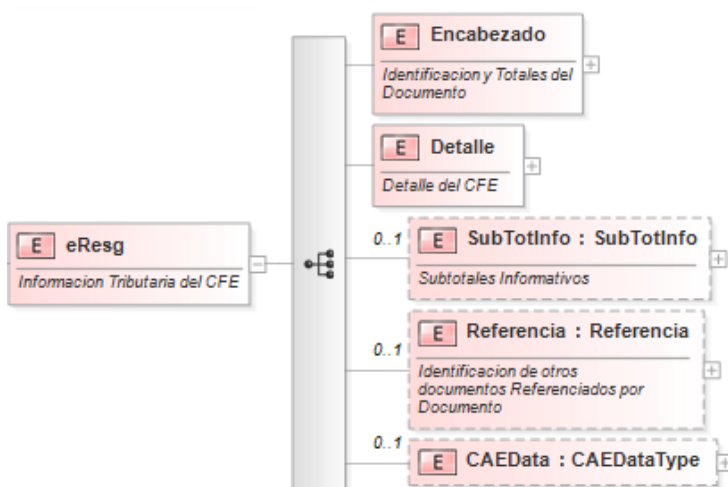 E Encabezado
Identificacion y Totales del
Documento
E Detalle
Detalle del CFE
E eResg
Informacion Tributaria del CFE
0..1
E SubTotInfo : SubTotInfo
Subtotales Informativos
0..1
E Referencia : Referencia
Identificacion de otros
documentos Referenciados por
Documento
0..1
E CAEData : CAEDataType